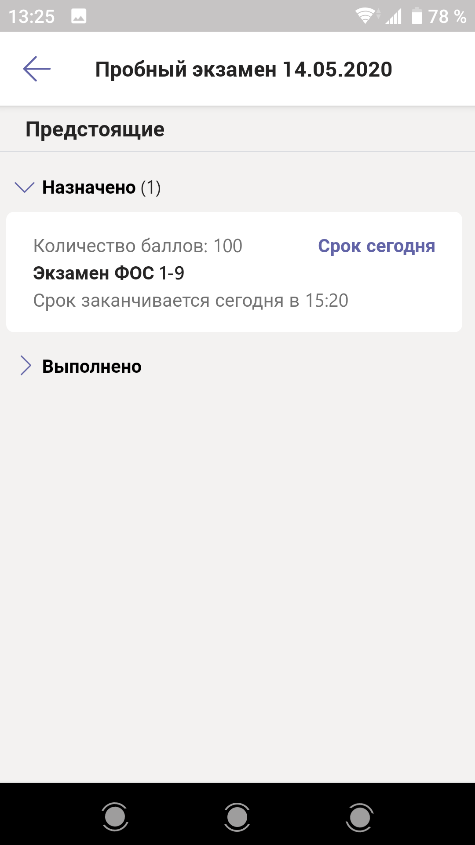 13:25 78 %
Пробный экзамен 14.05.2020
Предстоящие
Назначено (1)
Количество баллов: 100 Срок сегодня
Экзамен ФОС 1-9
Срок заканчивается сегодня в 15:20
Выполнено